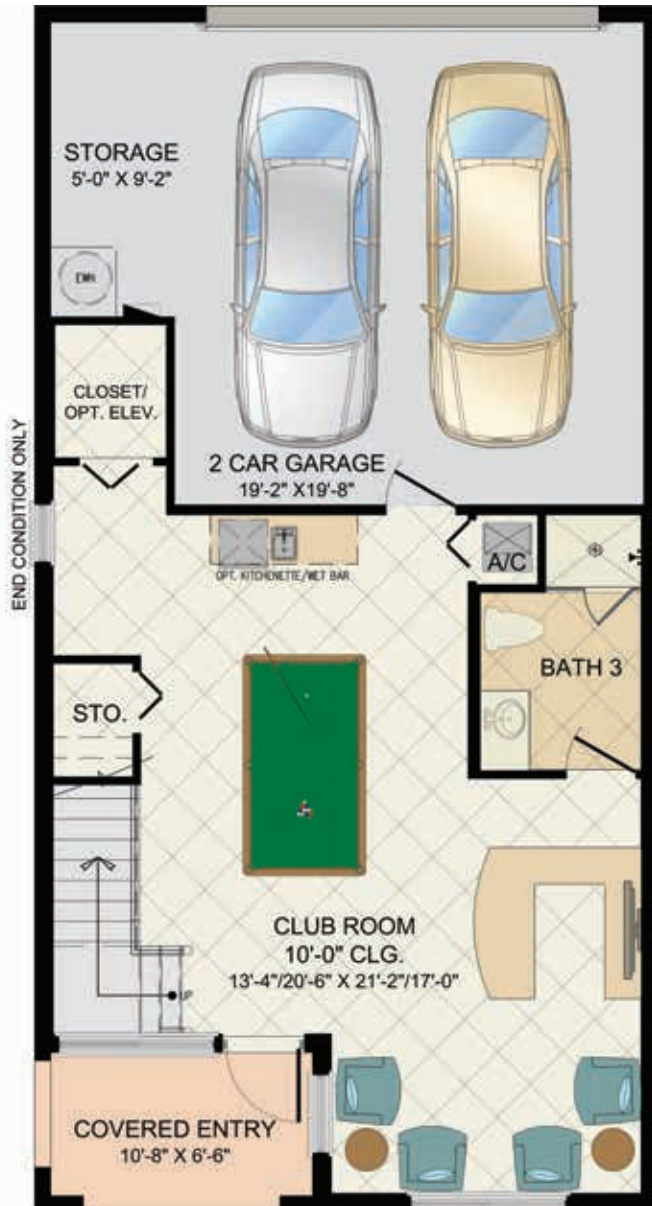 STORAGE
5'-0" X 9'-2"
EWH
CLOSET/
OPT. ELEV.
END CONDITION ONLY
2 CAR GARAGE
19'-2" X19'-8"
OPT. KITCHENETTE/WET BAR
A/C
BATH 3
STO.
CLUB ROOM
10'-0" CLG.
13'-4"/20'-6" X 21'-2"/17'-0"
COVERED ENTRY
10'-8" X 6'-6"